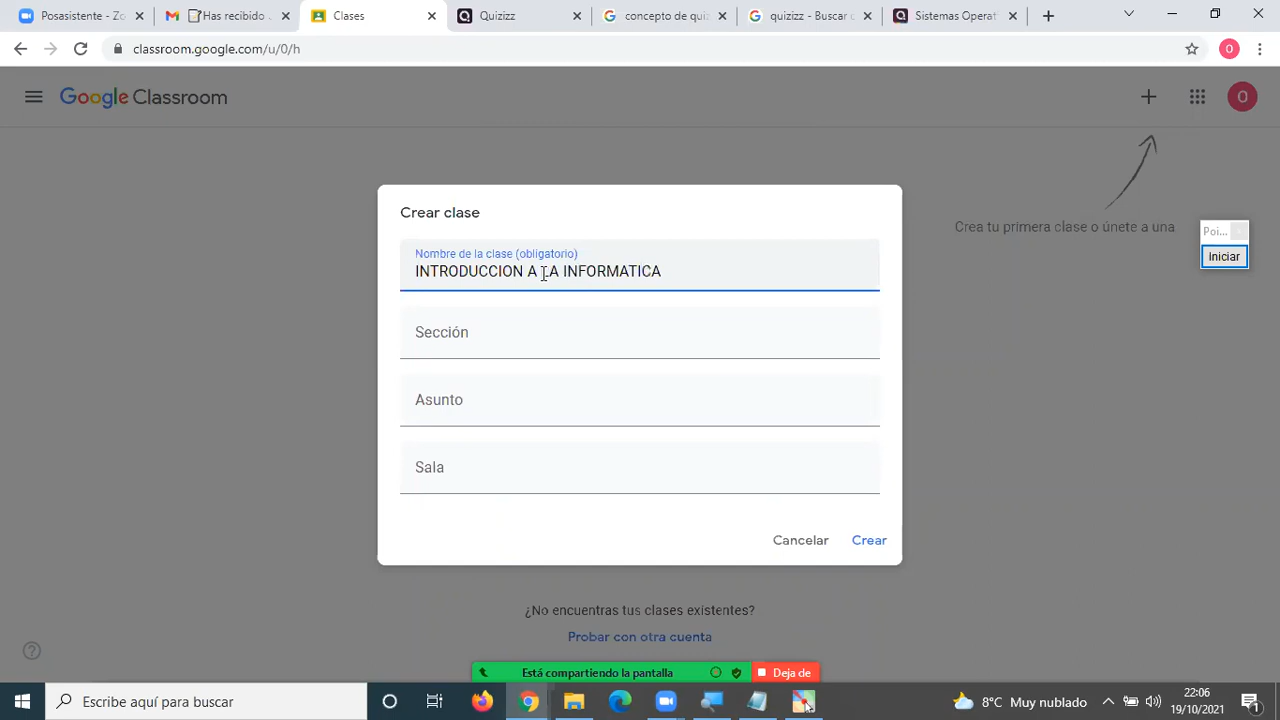 Posasistente - Zo
Has recibido
Clases
Quizizz
concepto de qui
quizizz - Buscar c
Sistemas Operat
classroom.google.com/u/0/h
O
Google Classroom
O
Crea tu primera clase o únete a una
Poi...
Iniciar
Crear clase
Nombre de la clase (obligatorio)
INTRODUCCION A LA INFORMATICA
Sección
Asunto
Sala
Cancelar
Crear
¿No encuentras tus clases existentes?
Probar con otra cuenta
Está compartiendo la pantalla
Deja de
Escribe aquí para buscar
8°C Muy nublado
22:06
19/10/2021
1